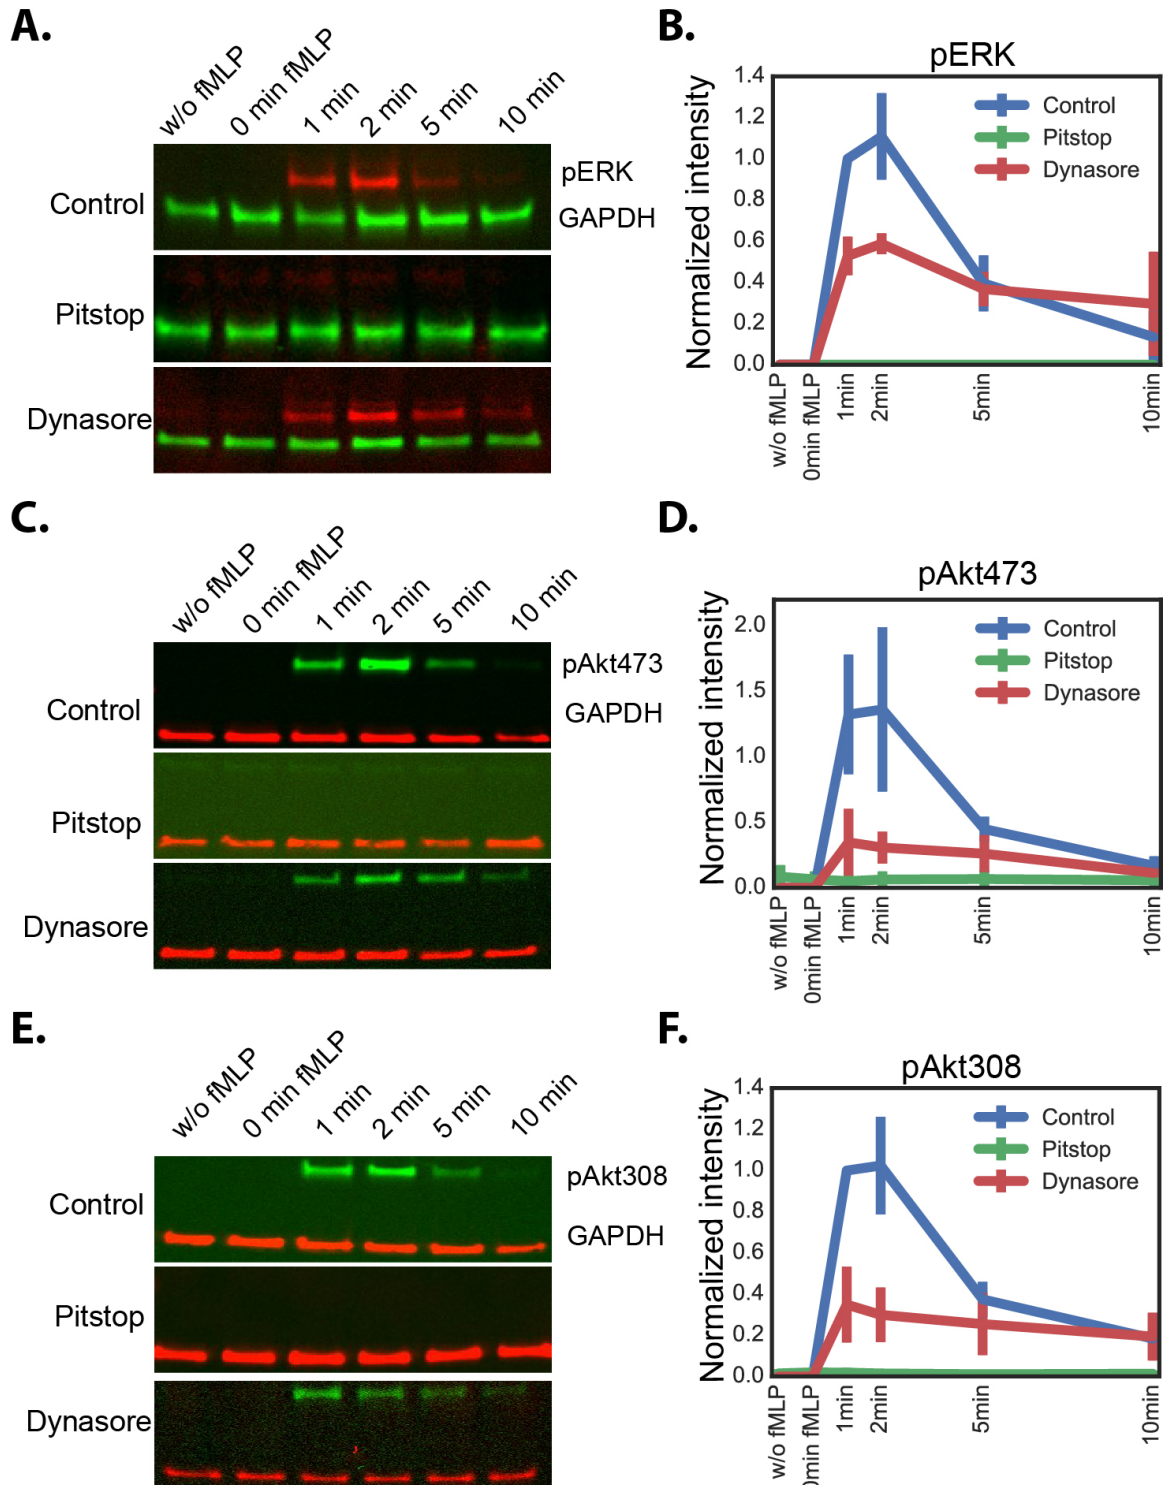 A.
w/o fMLP
0 min fMLP
1 min
2 min
5 min
10 min
Control
pERK
GAPDH
Pitstop
Dynasore
B.
pERK
Normalized intensity
1.4
1.2
1.0
0.8
0.6
0.4
0.2
0.0
Control
Pitstop
Dynasore
w/o fMLP
0min fMLP
1min
2min
5min
10min
C.
w/o fMLP
0 min fMLP
1 min
2 min
5 min
10 min
Control
pAkt473
GAPDH
Pitstop
Dynasore
D.
pAkt473
Normalized intensity
2.0
1.5
1.0
0.5
0.0
Control
Pitstop
Dynasore
w/o fMLP
0min fMLP
1min
2min
5min
10min
E.
w/o fMLP
0 min fMLP
1 min
2 min
5 min
10 min
Control
pAkt308
GAPDH
Pitstop
Dynasore
F.
pAkt308
Normalized intensity
1.4
1.2
1.0
0.8
0.6
0.4
0.2
0.0
Control
Pitstop
Dynasore
w/o fMLP
0min fMLP
1min
2min
5min
10min